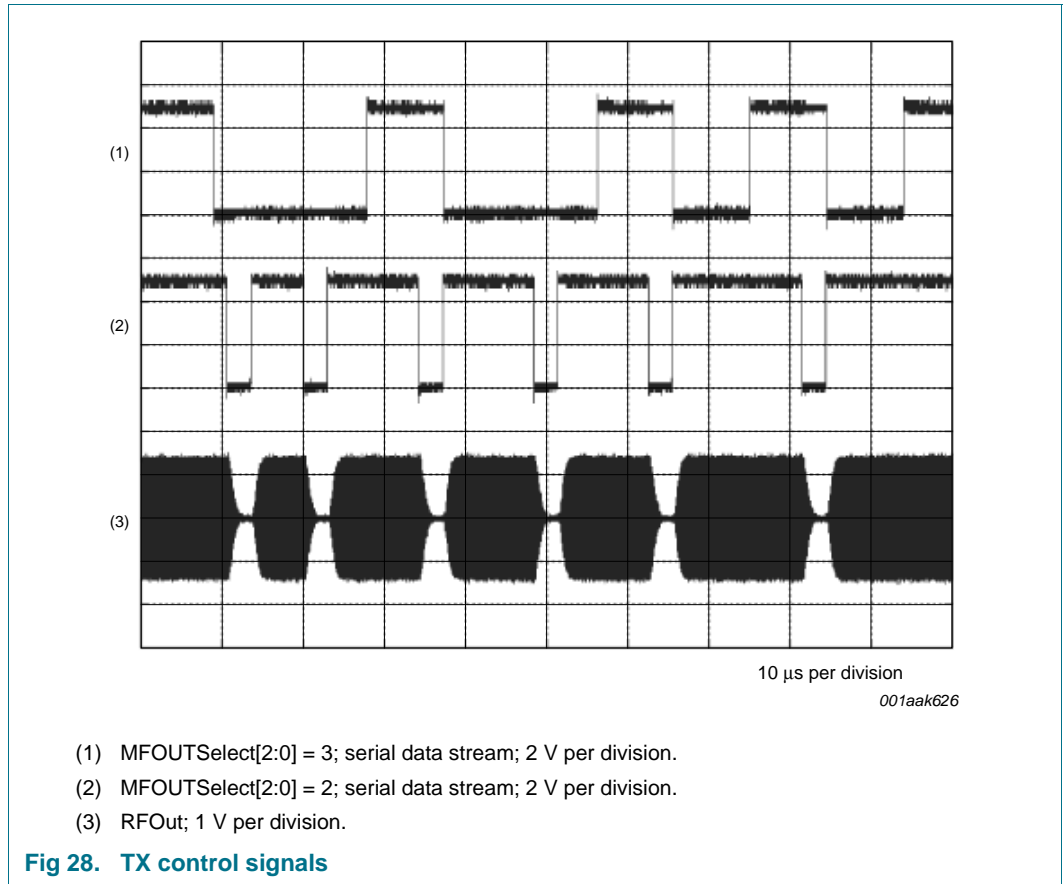 (1)
(2)
(3)
10 μs per division
001aak626
(1) MFOUTSelect[2:0] = 3; serial data stream; 2 V per division.
(2) MFOUTSelect[2:0] = 2; serial data stream; 2 V per division.
(3) RFOut; 1 V per division.
Fig 28. TX control signals